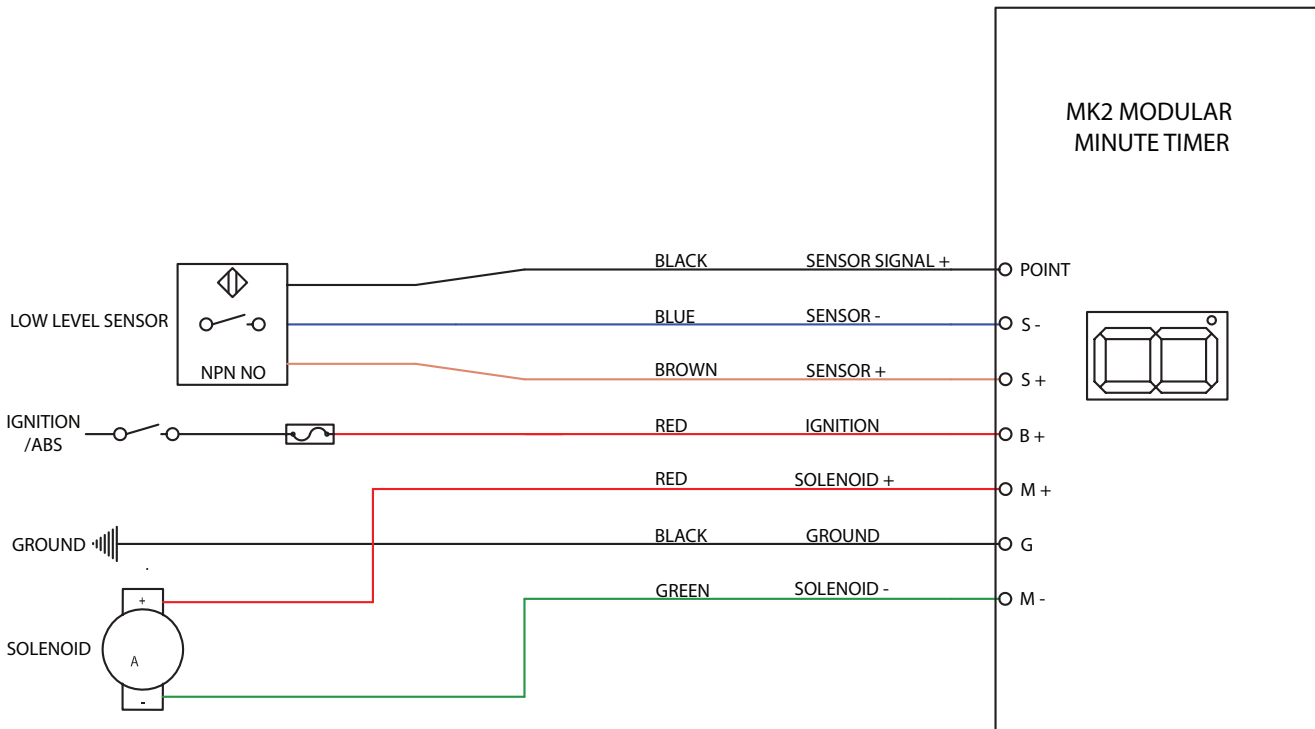 MK2 MODULAR
MINUTE TIMER
BLACK SENSOR SIGNAL + POINT
LOW LEVEL SENSOR
BLUE SENSOR - S -
NPN NO
BROWN SENSOR + S +
IGNITION
/ABS
RED IGNITION B +
RED SOLENOID + M +
GROUND
BLACK GROUND G
GREEN SOLENOID - M -
+
SOLENOID
A
-